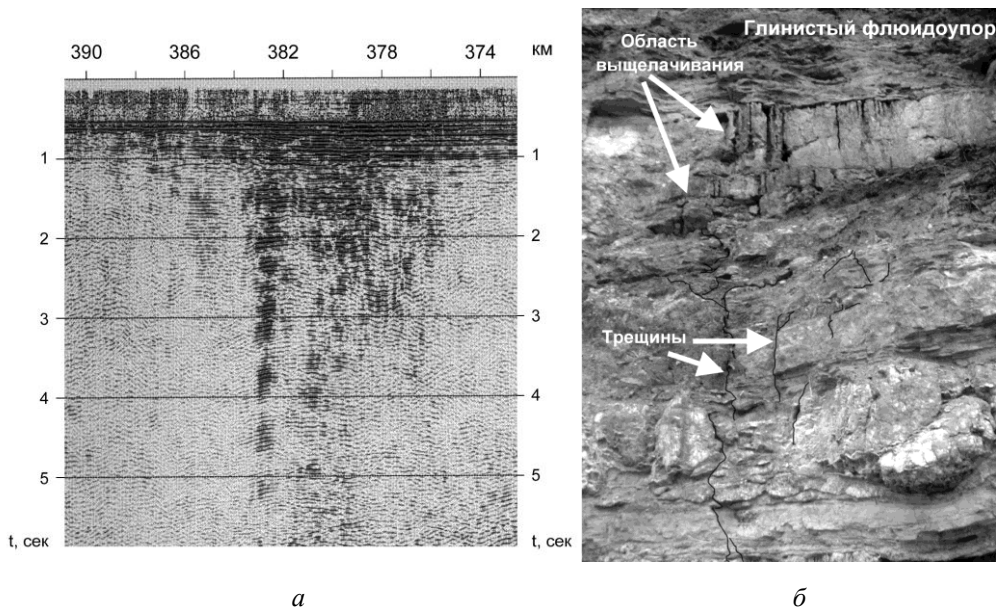 390 386 382 378 374 км
1 1
2 2
3 3
4 4
5 5
t, сек t, сек
а
Глинистый флюидоупор
Область
выщелачивания
Трещины
б